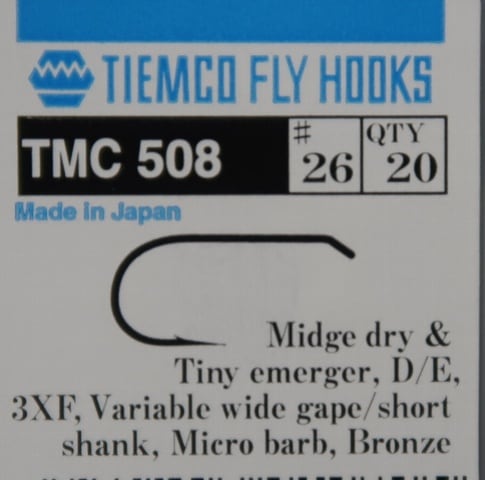 TIEMCO FLY HOOKS
TMC 508
# QTY
26 20
Made in Japan
Midge dry &
Tiny emerger, D/E,
3XF, Variable wide gape/short
shank, Micro barb, Bronze